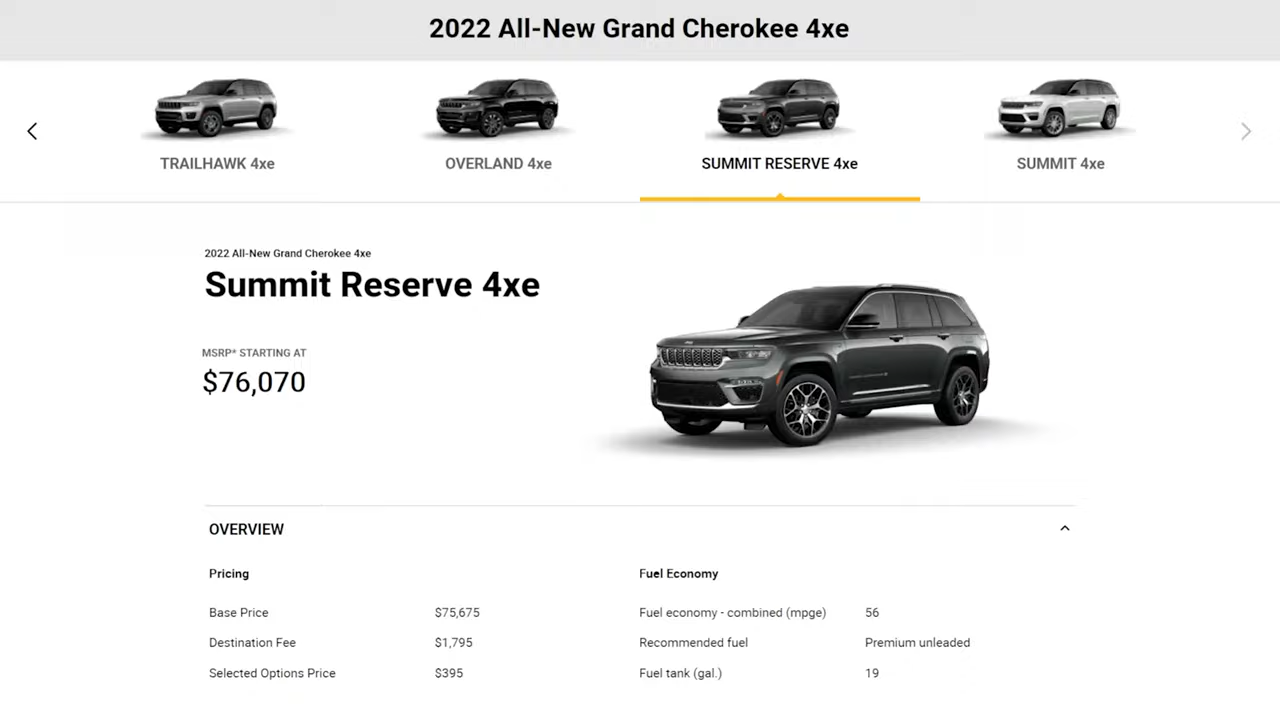 2022 All-New Grand Cherokee 4xe
TRAILHAWK 4xe
OVERLAND 4xe
SUMMIT RESERVE 4xe
SUMMIT 4xe
2022 All-New Grand Cherokee 4xe
Summit Reserve 4xe
MSRP* STARTING AT
$76,070
OVERVIEW
Pricing
Base Price $75,675
Destination Fee $1,795
Selected Options Price $395
Fuel Economy
Fuel economy - combined (mpge) 56
Recommended fuel Premium unleaded
Fuel tank (gal.) 19